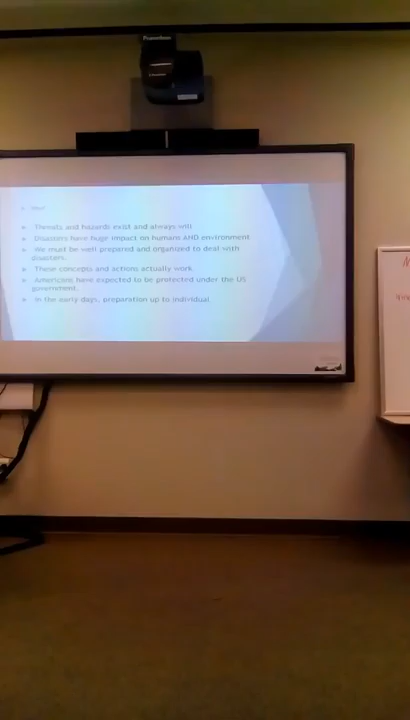 Promethean
Threats and hazards exist and always will
Disasters have huge impact on humans AND environment
We must be well prepared and organized to deal with
disasters.
These concepts and actions actually work
Americans have expected to be protected under the US
government.
In the early days, preparation up to individual